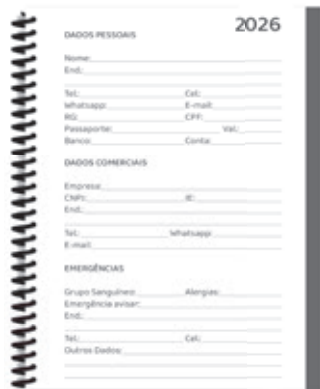 2026
DADOS PESSOAIS
Nome:
End.:
Tel.: Cel.:
Whatsapp: E-mail:
RG: CPF:
Passaporte: Val.:
Banco: Conta:
DADOS COMERCIAIS
Empresa:
CNPJ: IE:
End.:
Tel.: Whatsapp:
E-mail:
EMERGÊNCIAS
Grupo Sanguíneo: Alergias:
Emergência avisar:
End.:
Tel.: Cel.:
Outros Dados: